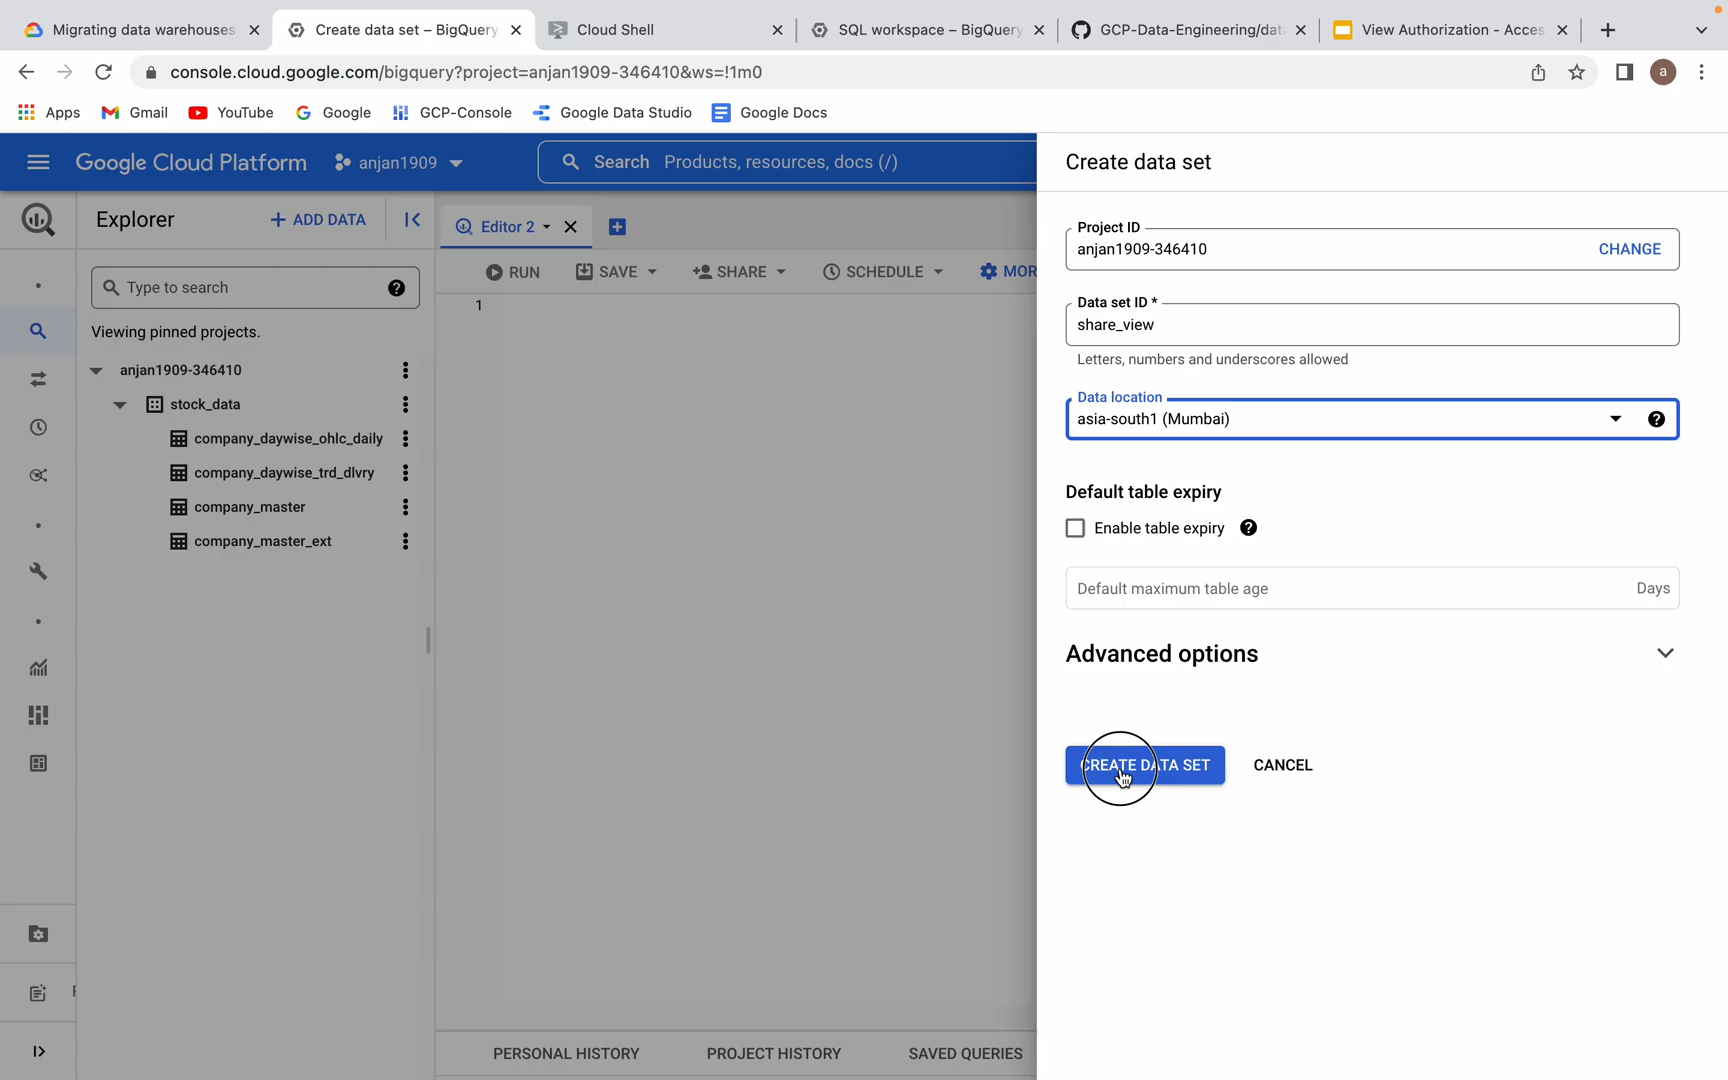 Migrating data warehouses
Create data set – BigQuery
Cloud Shell
SQL workspace – BigQuery
GCP-Data-Engineering/dat
View Authorization - Acces
console.cloud.google.com/bigquery?project=anjan1909-346410&ws=!1m0
a
Apps
Gmail
YouTube
Google
GCP-Console
Google Data Studio
Google Docs
Google Cloud Platform
anjan1909
Search Products, resources, docs (/)
Create data set
Explorer
+ ADD DATA
Editor 2
RUN
SAVE
SHARE
SCHEDULE
MOR
Type to search
1
Viewing pinned projects.
anjan1909-346410
stock_data
company_daywise_ohlc_daily
company_daywise_trd_dlvry
company_master
company_master_ext
Project ID
anjan1909-346410
CHANGE
Data set ID *
share_view
Letters, numbers and underscores allowed
Data location
asia-south1 (Mumbai)
Default table expiry
Enable table expiry
Default maximum table age
Days
Advanced options
CREATE DATA SET
CANCEL
PERSONAL HISTORY
PROJECT HISTORY
SAVED QUERIES